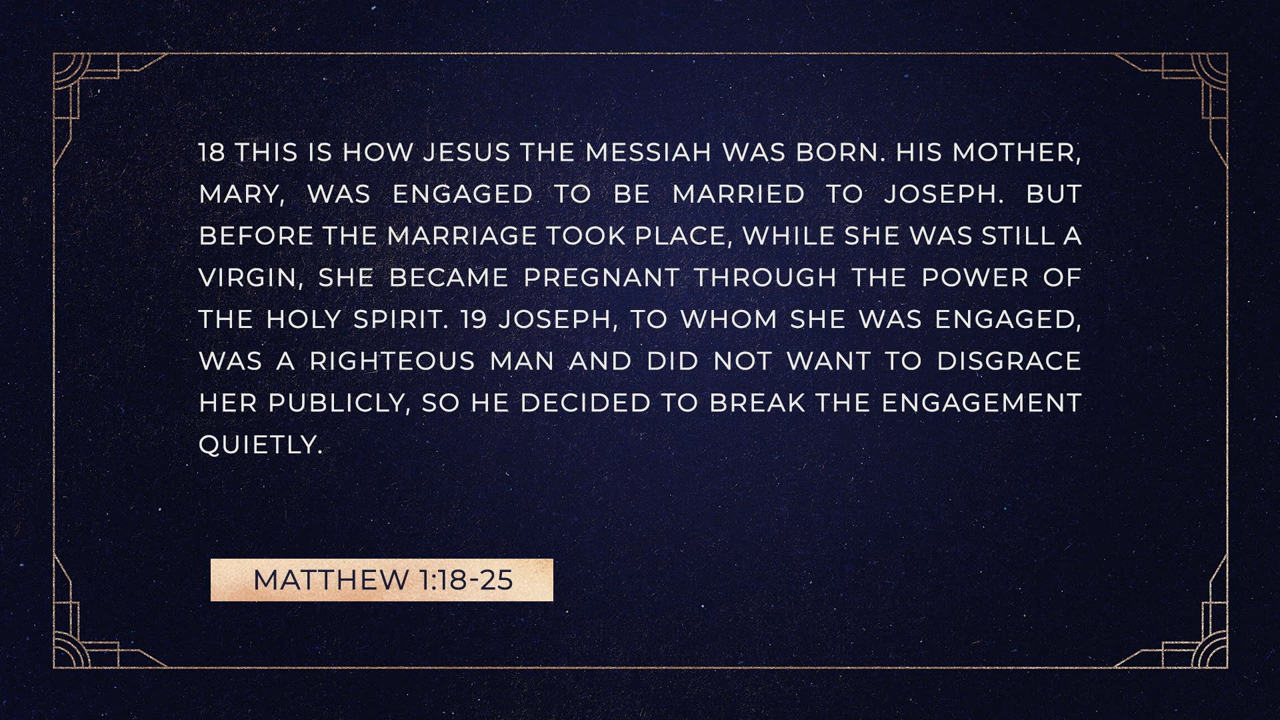 18 THIS IS HOW JESUS THE MESSIAH WAS BORN. HIS MOTHER,
MARY, WAS ENGAGED TO BE MARRIED TO JOSEPH. BUT
BEFORE THE MARRIAGE TOOK PLACE, WHILE SHE WAS STILL A
VIRGIN, SHE BECAME PREGNANT THROUGH THE POWER OF
THE HOLY SPIRIT. 19 JOSEPH, TO WHOM SHE WAS ENGAGED,
WAS A RIGHTEOUS MAN AND DID NOT WANT TO DISGRACE
HER PUBLICLY, SO HE DECIDED TO BREAK THE ENGAGEMENT
QUIETLY.
MATTHEW 1:18-25